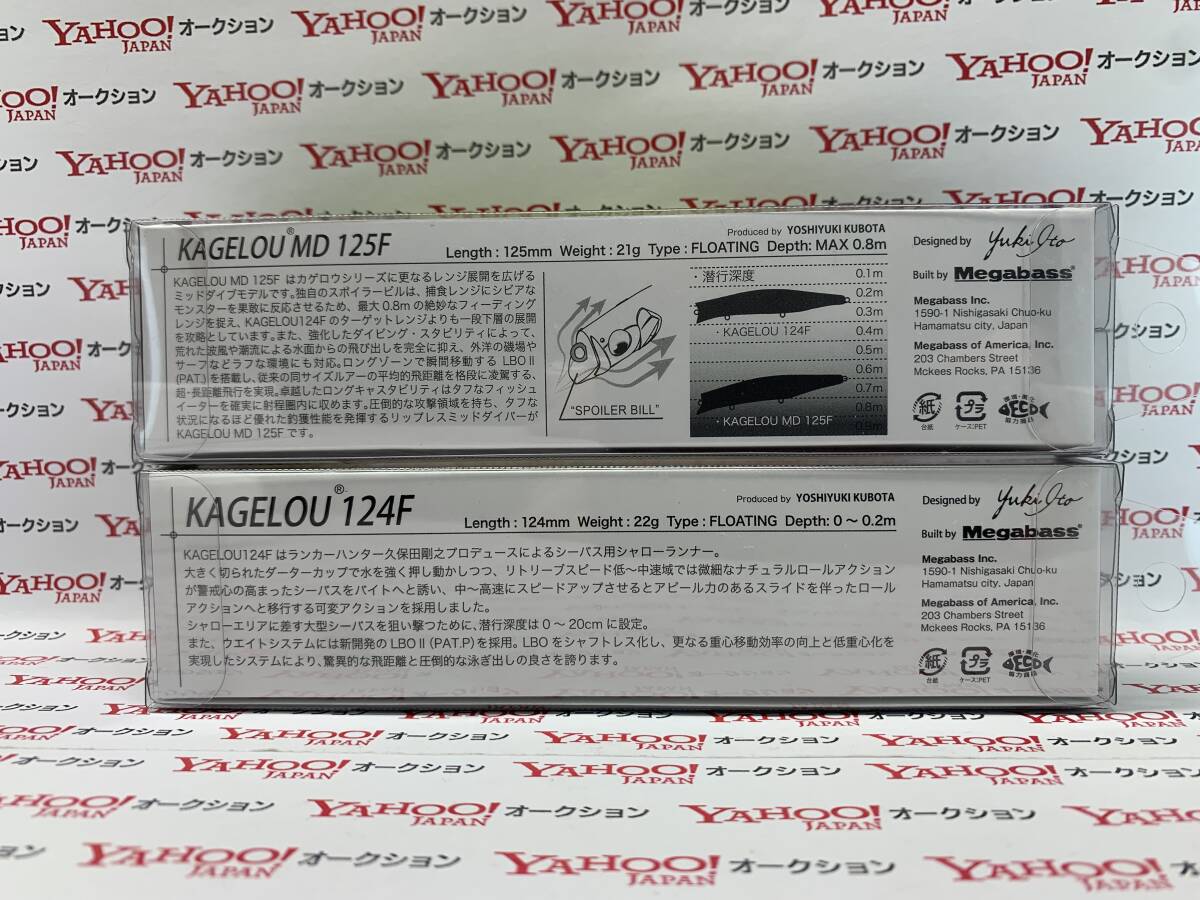 YAHOO! JAPAN オークション
KAGELOU® MD 125F
Produced by YOSHIYUKI KUBOTA
Length : 125mm Weight : 21g Type : FLOATING Depth: MAX 0.8m
KAGELOU MD 125F はカゲロウシリーズに更なるレンジ展開を広げる
ミッドダイブモデルです。独自のスポイラービルは、捕食レンジにシビアな
モンスターを果敢に反応させるため、最大 0.8m の絶妙なフィーディング
レンジを捉え、KAGELOU124F のターゲットレンジよりも一段下層の展開
を攻略としています。また、強化したダイビング・スタビリティによって、
荒れた波風や潮流による水面からの飛び出しを完全に抑え、外洋の磯場や
サーフなどラフな環境にも対応。ロングゾーンで瞬間移動する LBOⅡ
(PAT.) を搭載し、従来の同サイズルアーの平均的飛距離を格段に凌駕する、
超・長距離飛行を実現。卓越したロングキャスタビリティはタフなフィッシュ
イーターを確実に射程圏内に収めます。圧倒的な攻撃領域を持ち、タフな
状況になるほど優れた釣獲性能を発揮するリップレスミッドダイバーが
KAGELOU MD 125F です。
"SPOILER BILL"
・潜行深度
0.1m
0.2m
0.3m
・KAGELOU 124F
0.4m
0.5m
0.6m
0.7m
0.8m
・KAGELOU MD 125F
0.9m
Designed by Yuki Ito
Built by Megabass®
Megabass Inc.
1590-1 Nishigasaki Chuo-ku
Hamamatsu city, Japan
Megabass of America, Inc.
203 Chambers Street
Mckees Rocks, PA 15136
紙
台紙
プラ
ケース:PET
環境・美化
ECO
協力商品
KAGELOU® 124F
Produced by YOSHIYUKI KUBOTA
Length : 124mm Weight : 22g Type : FLOATING Depth: 0 〜 0.2m
KAGELOU124F はランカーハンター久保田剛之プロデュースによるシーバス用シャローランナー。
大きく切られたダーターカップで水を強く押し動かしつつ、リトリーブスピード低〜中速域では微細なナチュラルロールアクション
が警戒心の高まったシーバスをバイトへと誘い、中〜高速にスピードアップさせるとアピール力のあるスライドを伴ったロール
アクションへと移行する可変アクションを採用しました。
シャローエリアに差す大型シーバスを狙い撃つために、潜行深度は 0 〜 20cm に設定。
また、ウエイトシステムには新開発の LBOⅡ (PAT.P) を採用。LBO をシャフトレス化し、更なる重心移動効率の向上と低重心化を
実現したシステムにより、驚異的な飛距離と圧倒的な泳ぎ出しの良さを誇ります。
Designed by Yuki Ito
Built by Megabass®
Megabass Inc.
1590-1 Nishigasaki Chuo-ku
Hamamatsu city, Japan
Megabass of America, Inc.
203 Chambers Street
Mckees Rocks, PA 15136
紙
台紙
プラ
ケース:PET
環境・美化
ECO
協力商品